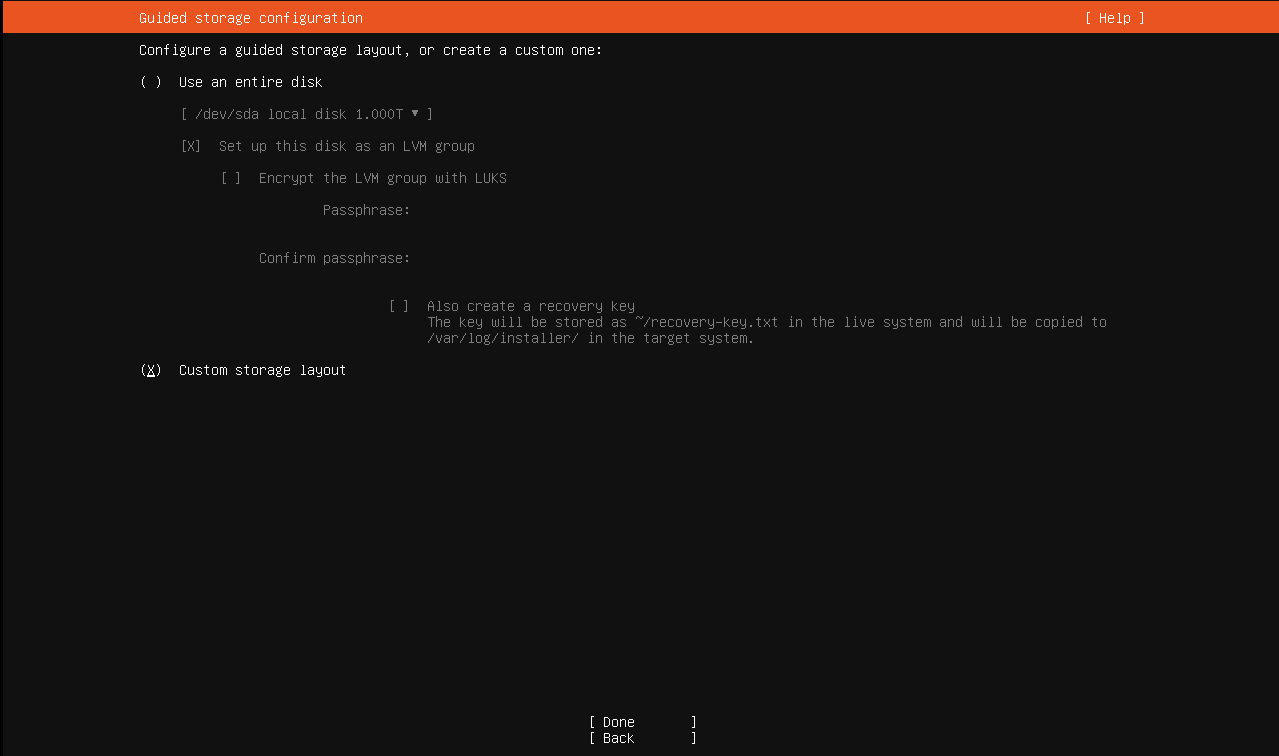 Guided storage configuration [ Help ]
Configure a guided storage layout, or create a custom one:
( ) Use an entire disk
[ /dev/sda local disk 1.000T ▾ ]
[X] Set up this disk as an LVM group
[ ] Encrypt the LVM group with LUKS
Passphrase:
Confirm passphrase:
[ ] Also create a recovery key
The key will be stored as ~/recovery-key.txt in the live system and will be copied to
/var/log/installer/ in the target system.
(X) Custom storage layout
[ Done ]
[ Back ]